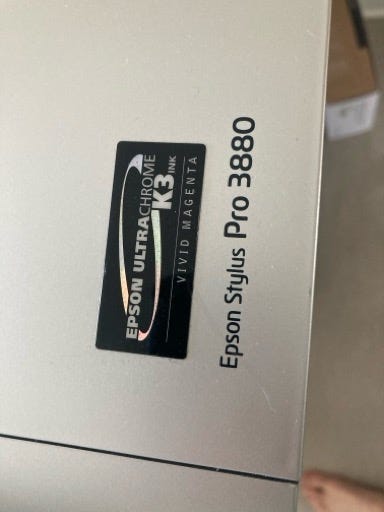 EPSON ULTRACHROME
K3 INK
VIVID MAGENTA
Epson Stylus Pro 3880